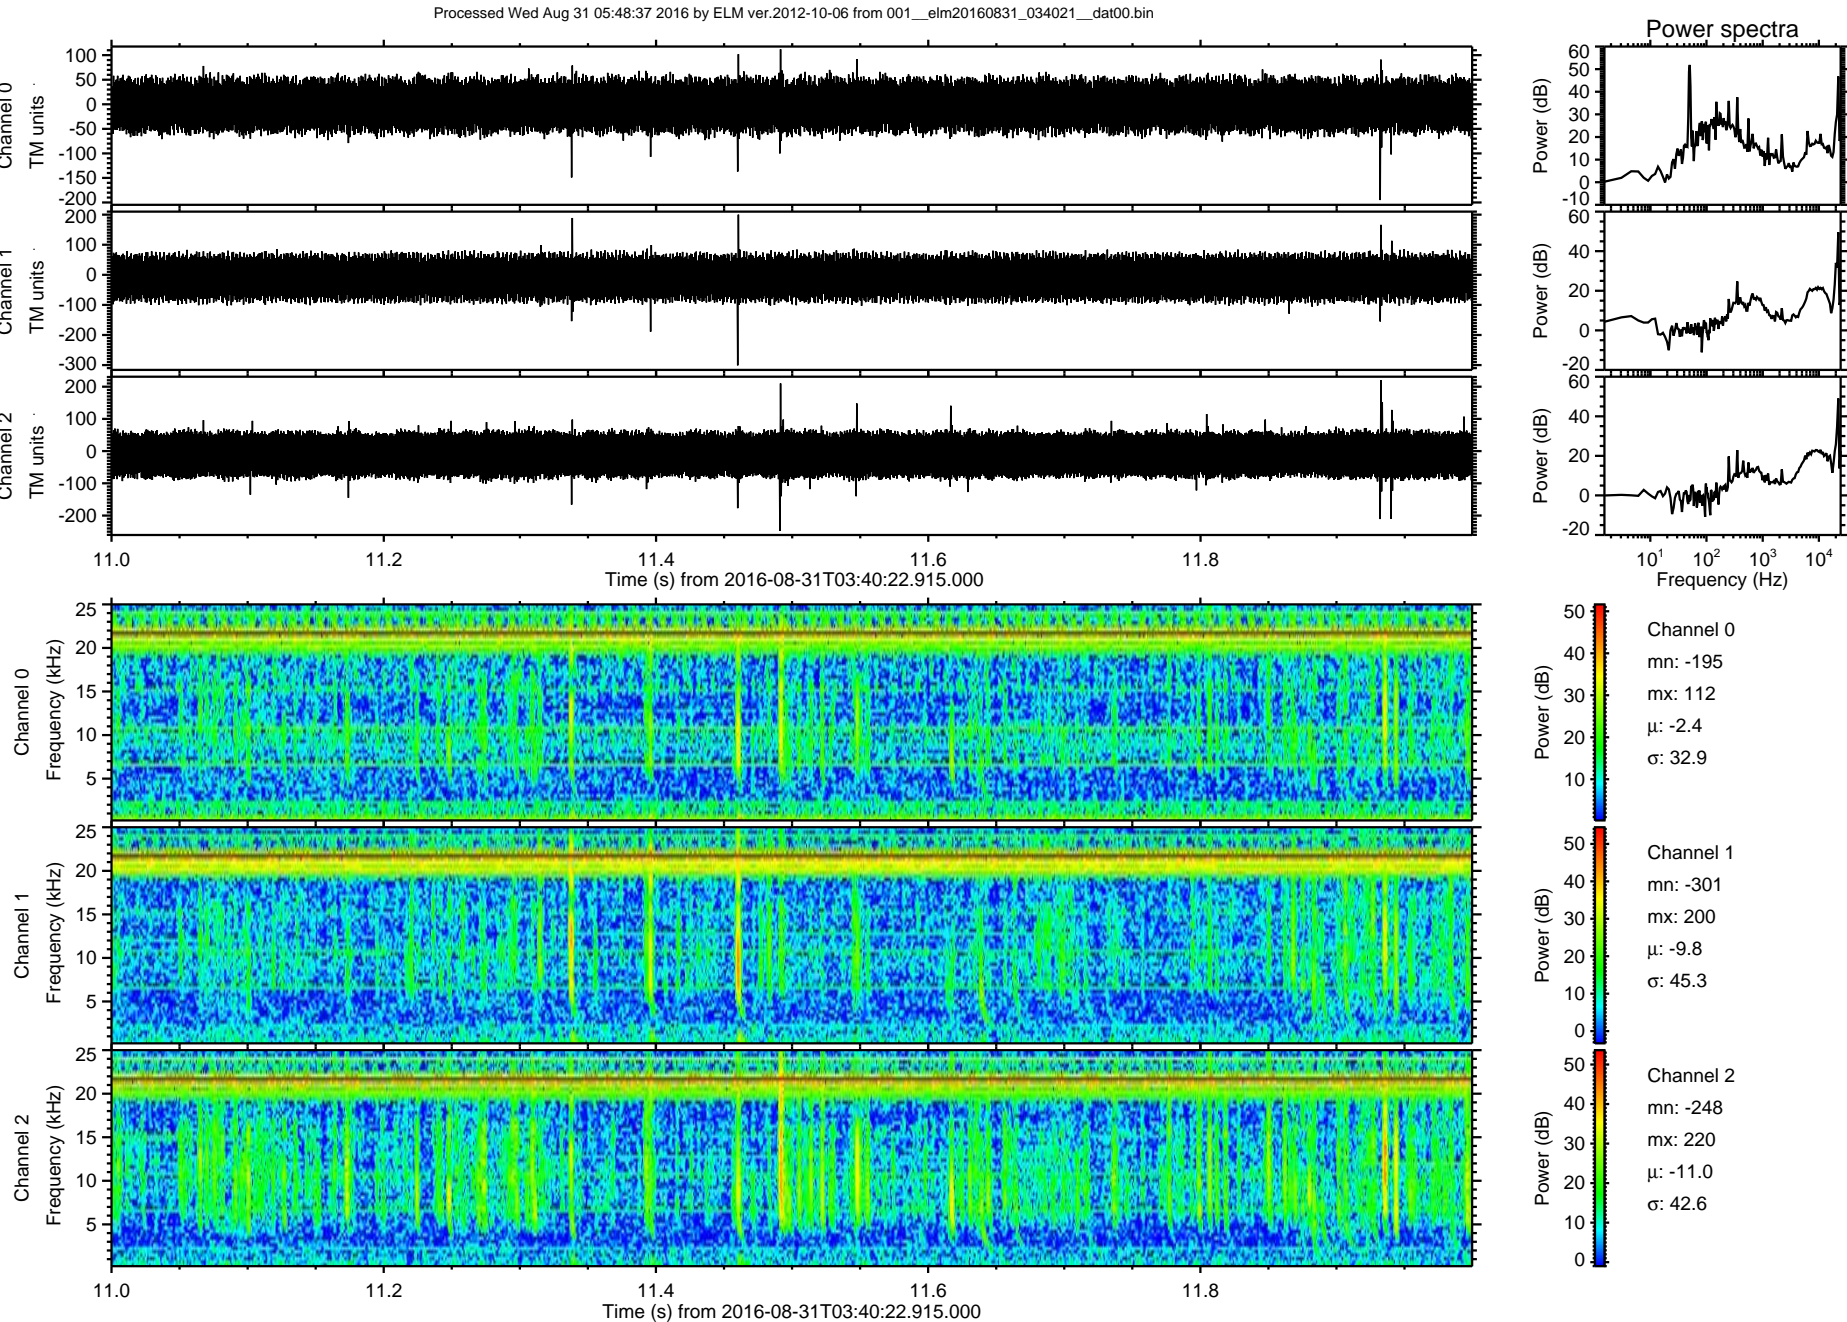 Processed Wed Aug 31 05:48:37 2016 by ELM ver.2012-10-06 from 001__elm20160831_034021__dat00.bin
Power spectra
Channel 0
TM units
100
50
0
-50
-100
-150
-200
Power (dB)
60
50
40
30
20
10
0
-10
Channel 1
TM units
200
100
0
-100
-200
-300
Power (dB)
60
40
20
0
-20
Channel 2
TM units
200
100
0
-100
-200
Power (dB)
60
40
20
0
-20
11.0 11.2 11.4 11.6 11.8
Time (s) from 2016-08-31T03:40:22.915.000
10¹ 10² 10³ 10⁴
Frequency (Hz)
Channel 0
Frequency (kHz)
25
20
15
10
5
Power (dB)
50
40
30
20
10
Channel 0
mn: -195
mx: 112
μ: -2.4
σ: 32.9
Channel 1
Frequency (kHz)
25
20
15
10
5
Power (dB)
50
40
30
20
10
0
Channel 1
mn: -301
mx: 200
μ: -9.8
σ: 45.3
Channel 2
Frequency (kHz)
25
20
15
10
5
Power (dB)
50
40
30
20
10
0
Channel 2
mn: -248
mx: 220
μ: -11.0
σ: 42.6
11.0 11.2 11.4 11.6 11.8
Time (s) from 2016-08-31T03:40:22.915.000